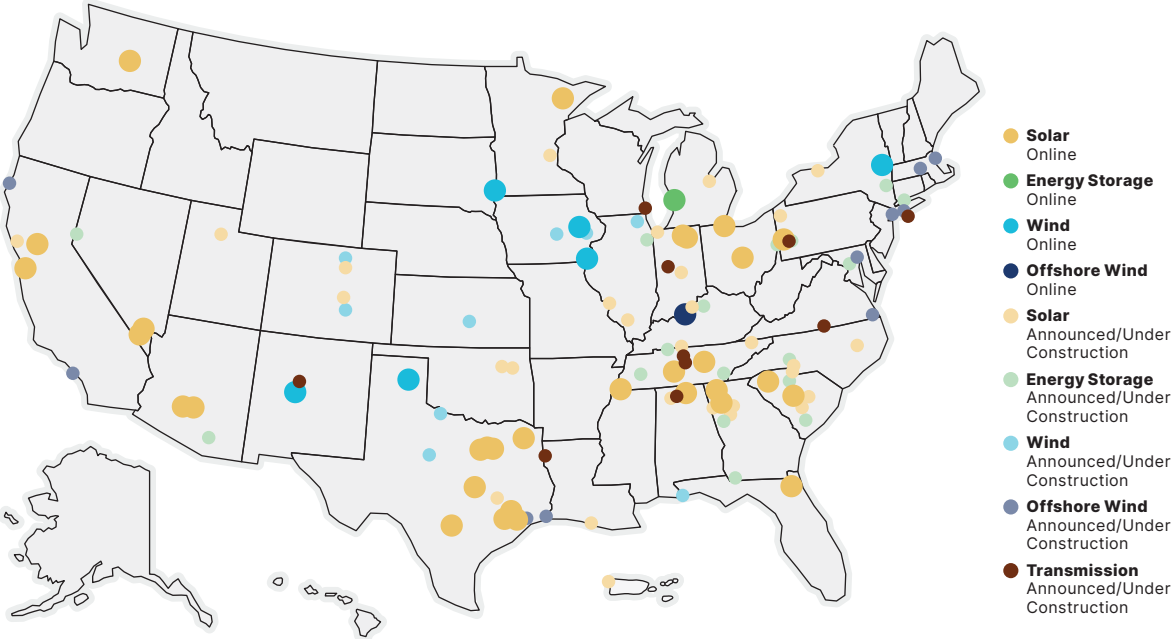 Solar
Online
Energy Storage
Online
Wind
Online
Offshore Wind
Online
Solar
Announced/Under
Construction
Energy Storage
Announced/Under
Construction
Wind
Announced/Under
Construction
Offshore Wind
Announced/Under
Construction
Transmission
Announced/Under
Construction